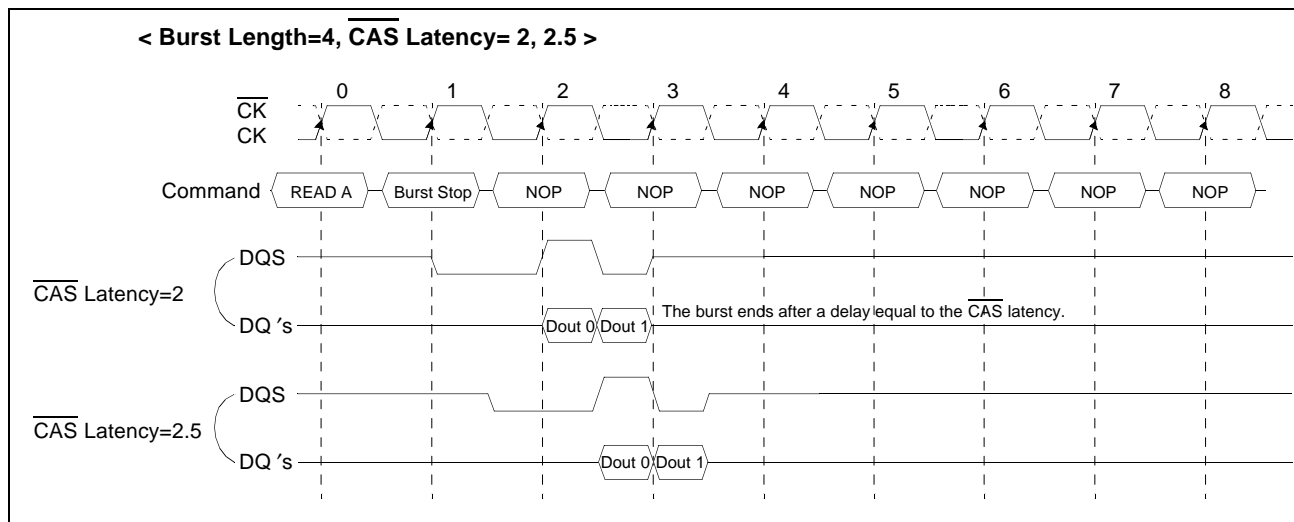 < Burst Length=4, CAS Latency= 2, 2.5 >
0 1 2 3 4 5 6 7 8
CK
CK
Command READ A Burst Stop NOP NOP NOP NOP NOP NOP NOP
DQS
CAS Latency=2
The burst ends after a delay equal to the CAS latency.
DQ 's Dout 0 Dout 1
DQS
CAS Latency=2.5
DQ 's Dout 0 Dout 1